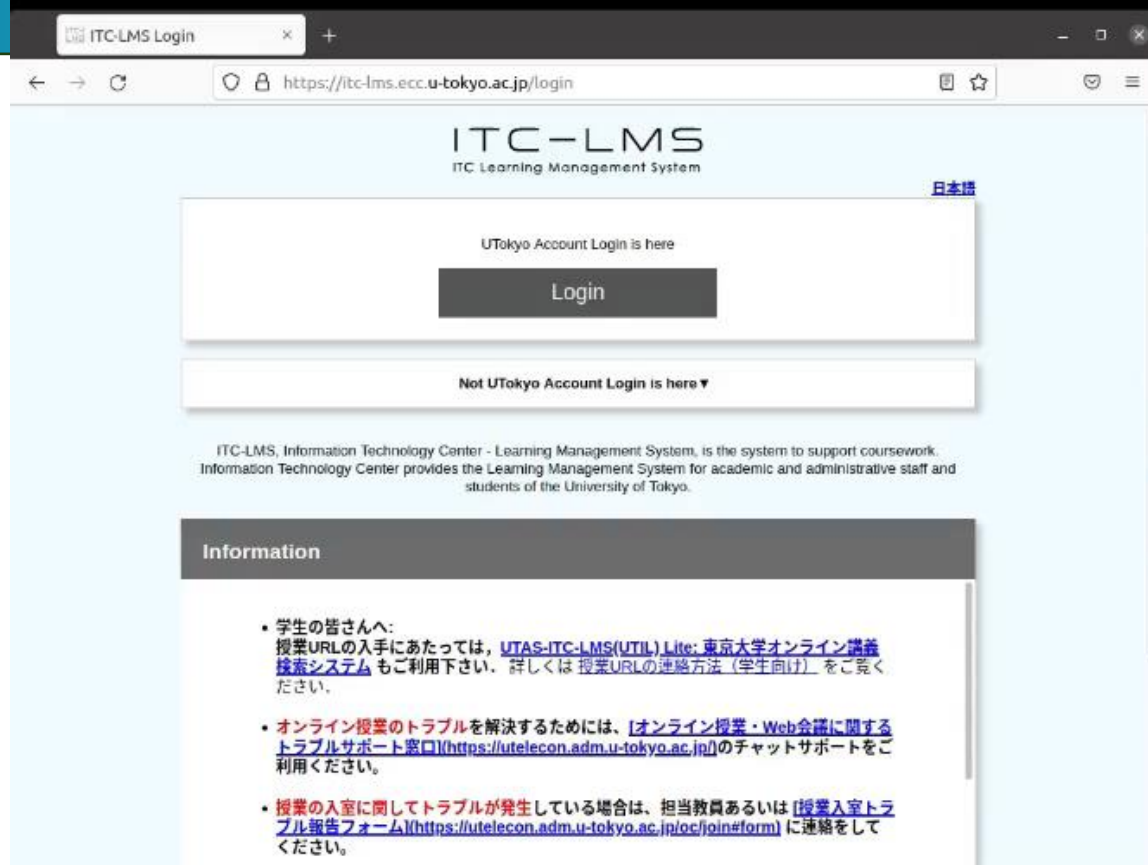 ITC-LMS Login
https://itc-lms.ecc.u-tokyo.ac.jp/login
ITC-LMS
ITC Learning Management System
日本語
UTokyo Account Login is here
Login
Not UTokyo Account Login is here▼
ITC-LMS, Information Technology Center - Learning Management System, is the system to support coursework.
Information Technology Center provides the Learning Management System for academic and administrative staff and
students of the University of Tokyo.
Information
• 学生の皆さんへ:
授業URLの入手にあたっては，UTAS-ITC-LMS(UTIL) Lite: 東京大学オンライン講義
検索システム もご利用下さい． 詳しくは 授業URLの連絡方法（学生向け） をご覧く
ださい．
• オンライン授業のトラブルを解決するためには、[オンライン授業・Web会議に関する
トラブルサポート窓口](https://utelecon.adm.u-tokyo.ac.jp/)のチャットサポートをご
利用ください。
• 授業の入室に関してトラブルが発生している場合は、担当教員あるいは [授業入室トラ
ブル報告フォーム](https://utelecon.adm.u-tokyo.ac.jp/oc/join#form) に連絡をして
ください。